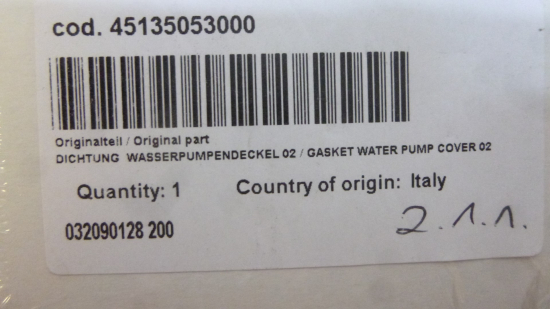 cod. 45135053000
Originalteil / Original part
DICHTUNG WASSERPUMPENDECKEL 02 / GASKET WATER PUMP COVER 02
Quantity: 1 Country of origin: Italy
032090128 200 2.1.1.